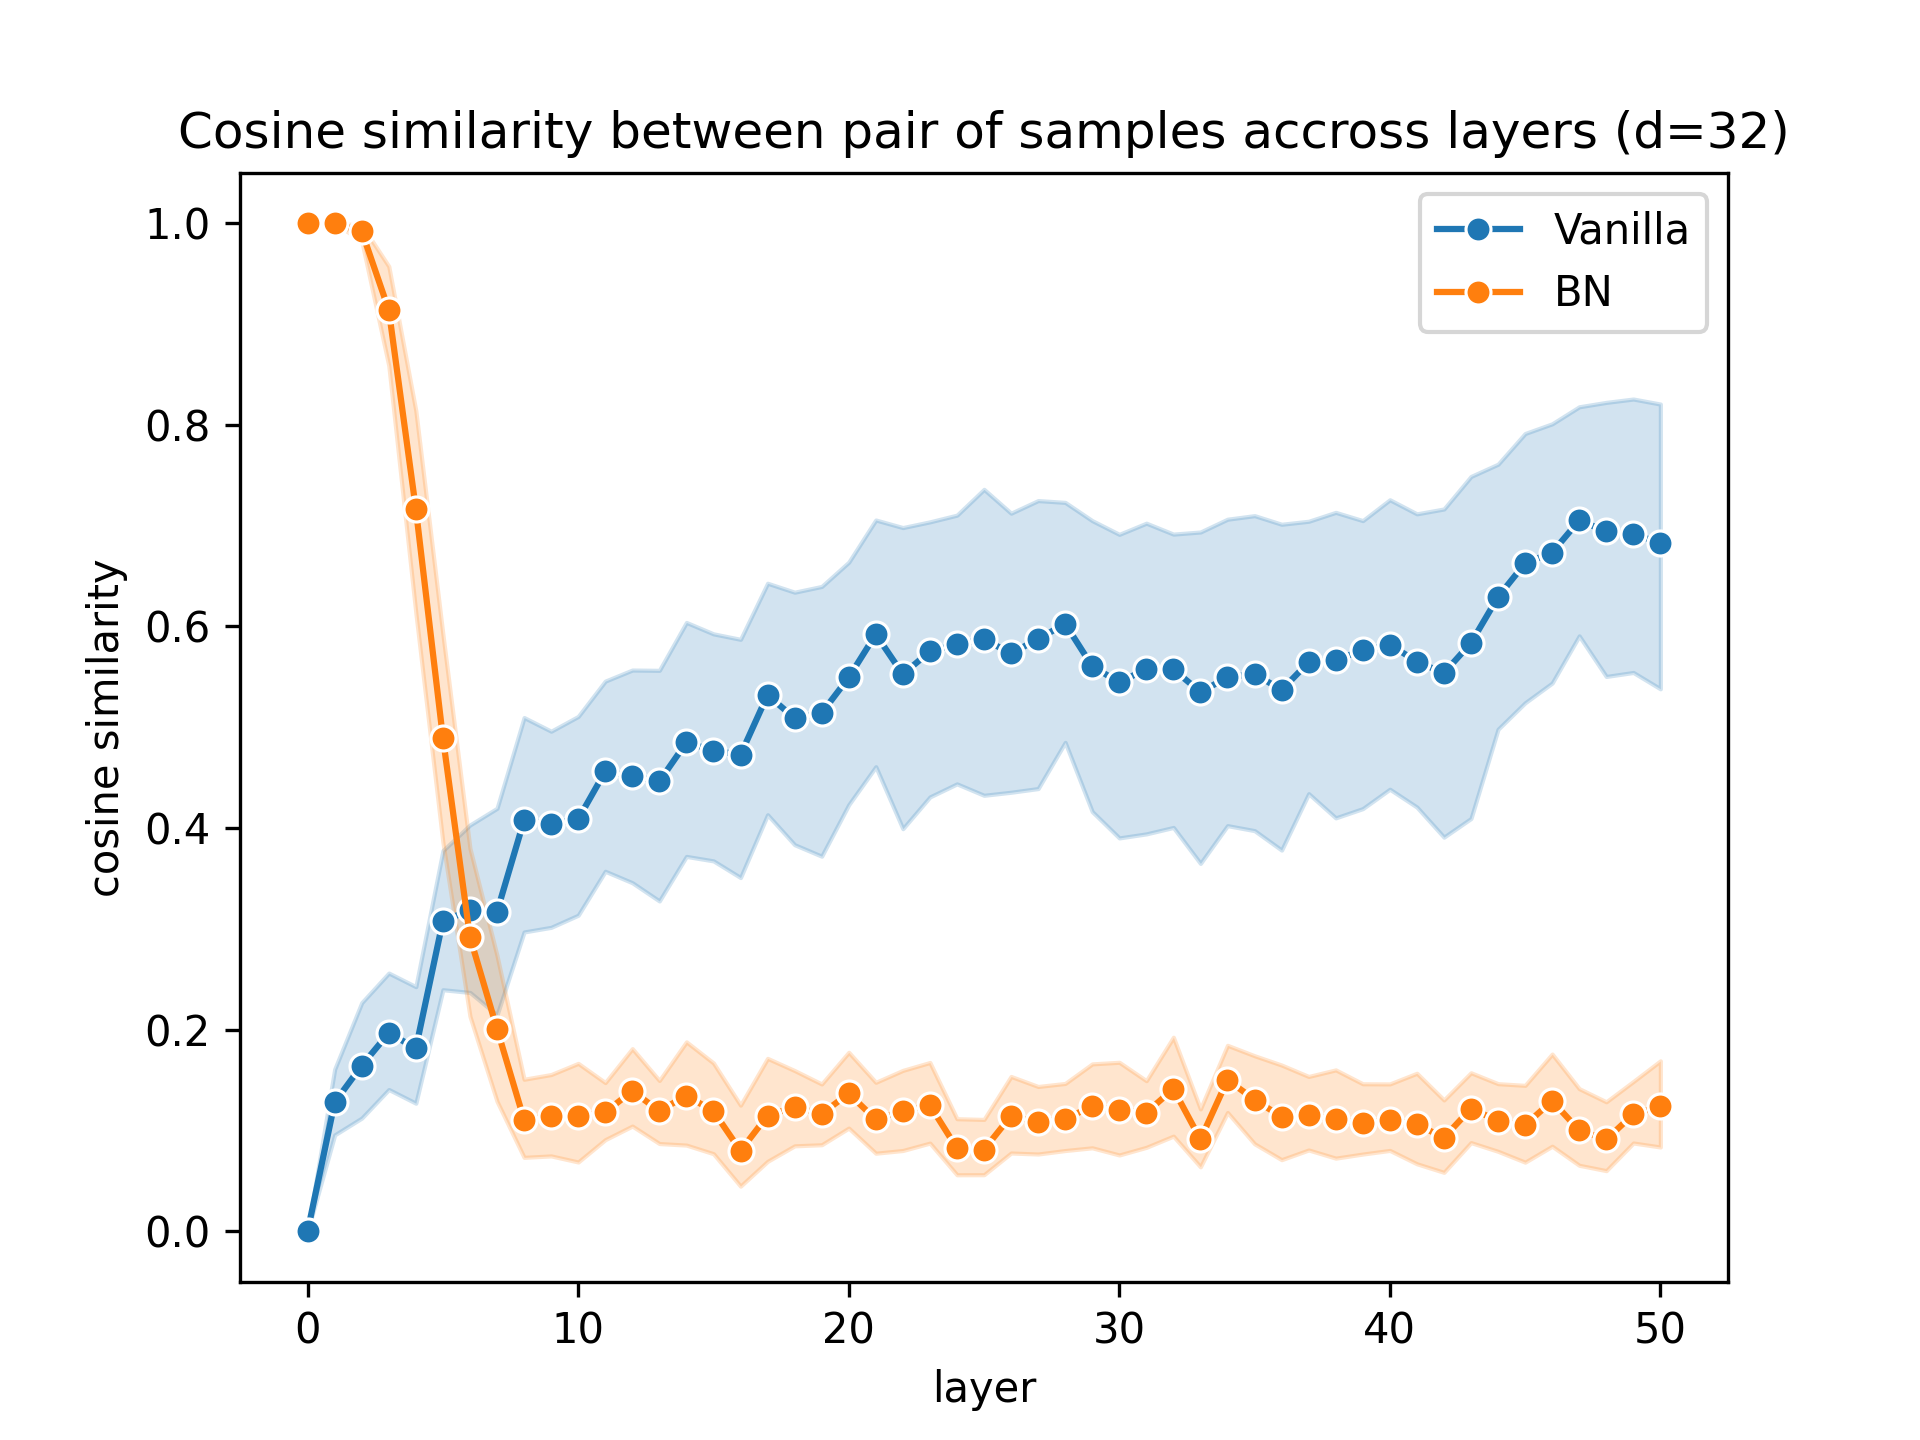 Cosine similarity between pair of samples accross layers (d=32)
Vanilla
BN
cosine similarity
1.0
0.8
0.6
0.4
0.2
0.0
0 10 20 30 40 50
layer